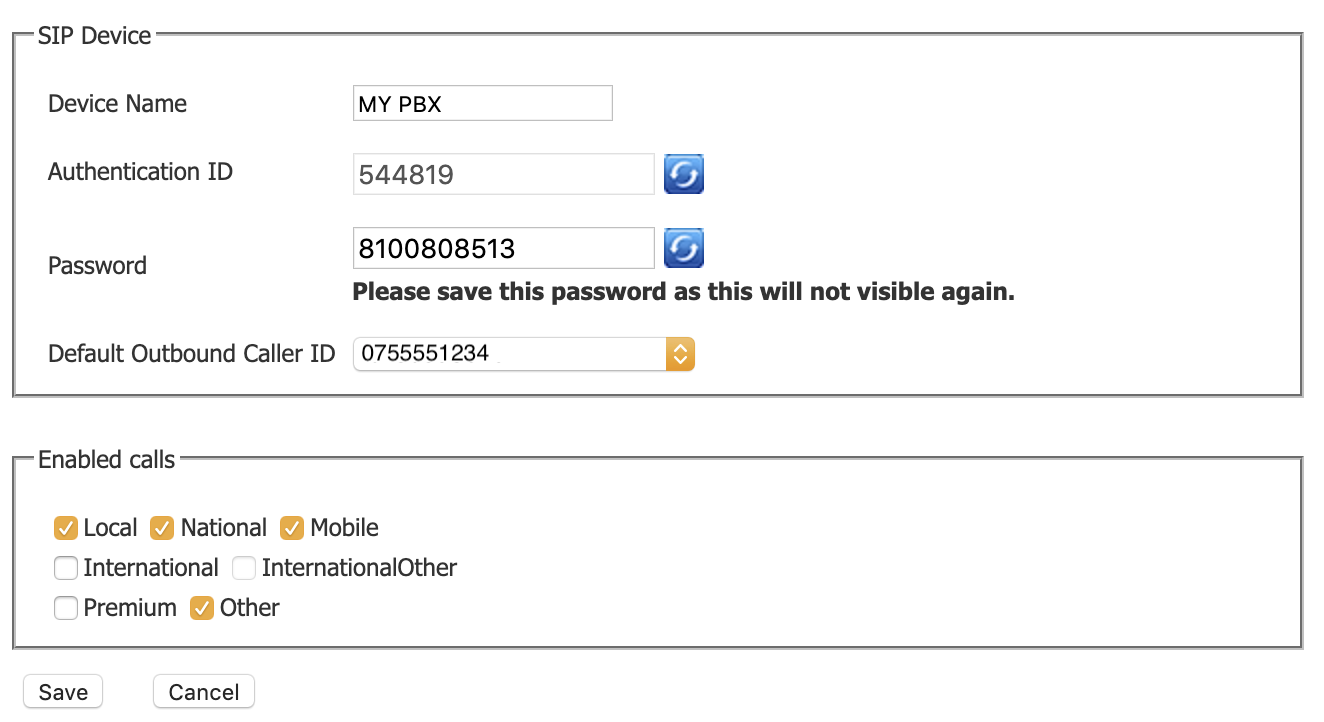 SIP Device
Device Name MY PBX
Authentication ID 544819
Password 8100808513
Please save this password as this will not visible again.
Default Outbound Caller ID 0755551234
Enabled calls
Local National Mobile
International InternationalOther
Premium Other
Save Cancel